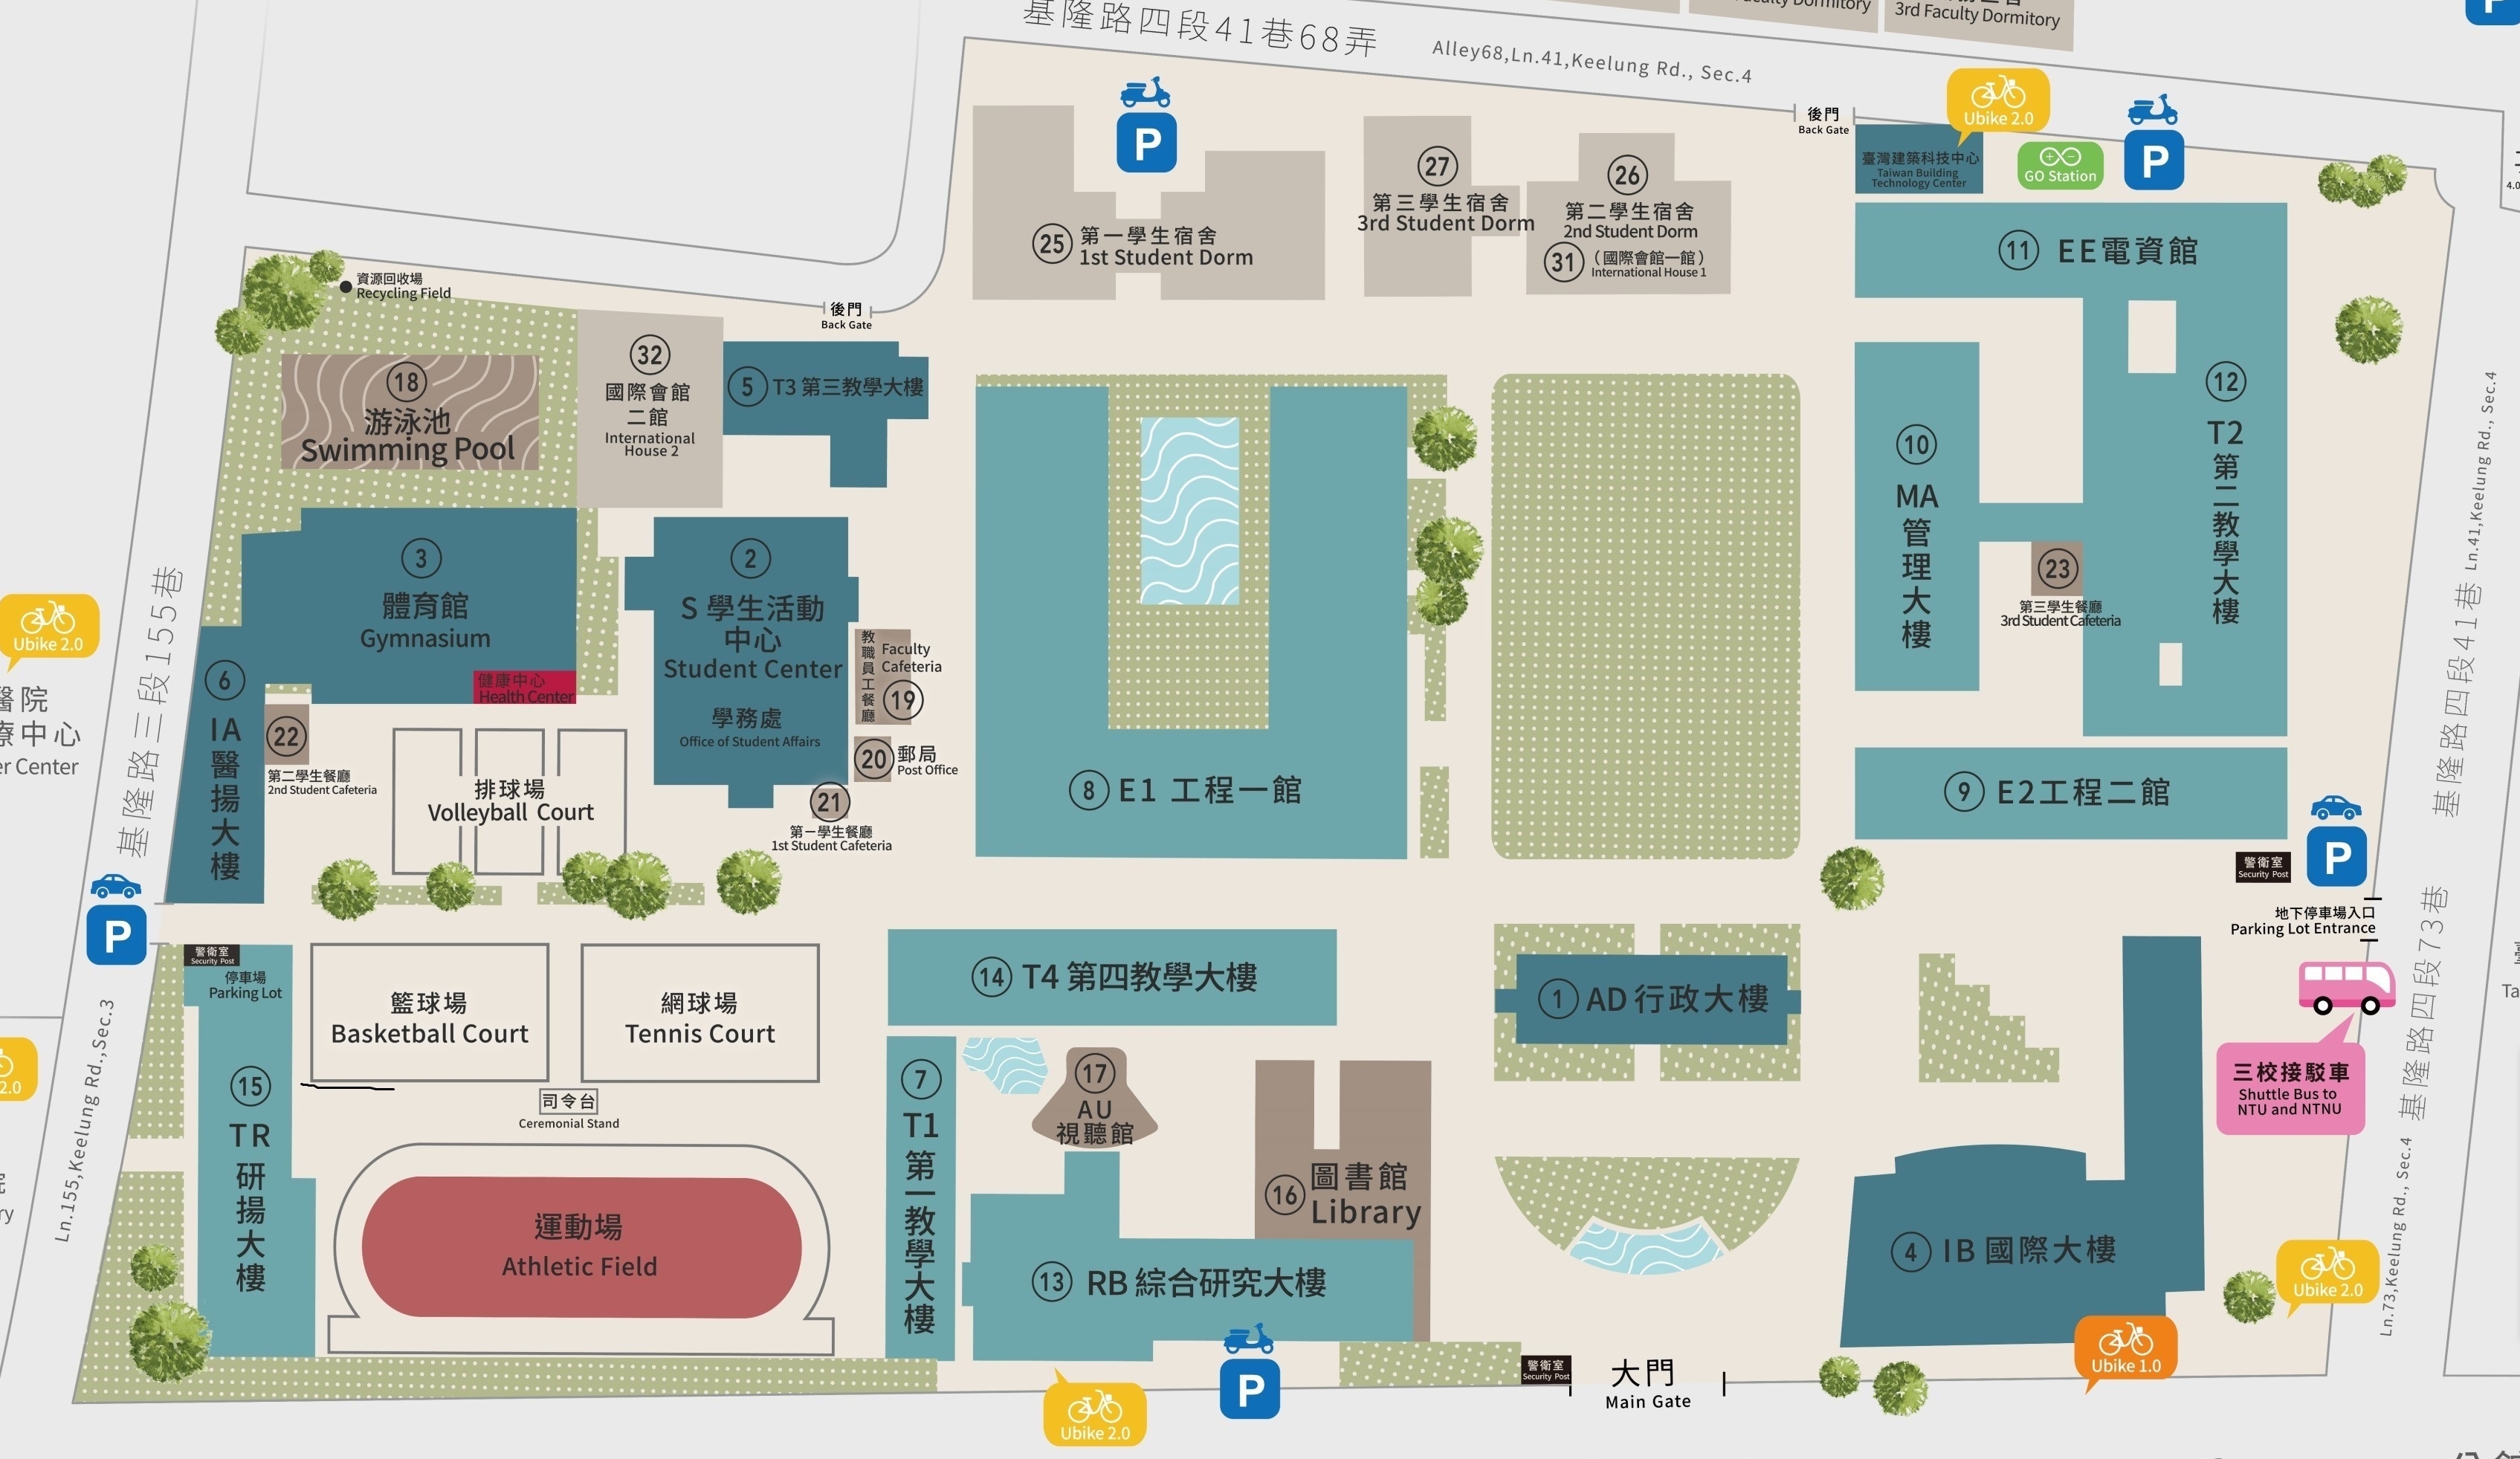 基隆路四段41巷68弄
Alley68,Ln.41,Keelung Rd., Sec.4
Faculty Dormitory
3rd Faculty Dormitory
P
後門
Back Gate
Ubike 2.0
臺灣建築科技中心
Taiwan Building
Technology Center
GO Station
P
25 第一學生宿舍
1st Student Dorm
27
第三學生宿舍
3rd Student Dorm
26
第二學生宿舍
2nd Student Dorm
31 (國際會館一館)
International House 1
11 EE電資館
資源回收場
Recycling Field
後門
Back Gate
18
游泳池
Swimming Pool
32
國際會館
二館
International
House 2
5 T3 第三教學大樓
10
MA
管理大樓
12
T2
第二教學大樓
23
第三學生餐廳
3rd Student Cafeteria
3
體育館
Gymnasium
健康中心
Health Center
2
S 學生活動
中心
Student Center
學務處
Office of Student Affairs
教職員工餐廳
Faculty
Cafeteria
19
20 郵局
Post Office
21
第一學生餐廳
1st Student Cafeteria
6
IA
醫揚大樓
22
第二學生餐廳
2nd Student Cafeteria
排球場
Volleyball Court
8 E1 工程一館
9 E2工程二館
基隆路三段155巷
Ln.155,Keelung Rd.,Sec.3
Ubike 2.0
醫院
療中心
er Center
P
警衛室
Security Post
停車場
Parking Lot
籃球場
Basketball Court
網球場
Tennis Court
14 T4 第四教學大樓
1 AD 行政大樓
警衛室
Security Post
P
地下停車場入口
Parking Lot Entrance
三校接駁車
Shuttle Bus to
NTU and NTNU
基隆路四段41巷
Ln.41,Keelung Rd., Sec.4
基隆路四段73巷
Ln.73,Keelung Rd., Sec.4
2.0
15
TR
研揚大樓
司令台
Ceremonial Stand
運動場
Athletic Field
7
T1
第一教學大樓
17
AU
視聽館
16 圖書館
Library
13 RB 綜合研究大樓
4 IB 國際大樓
Ubike 2.0
Ubike 1.0
Ubike 2.0
P
警衛室
Security Post
大門
Main Gate